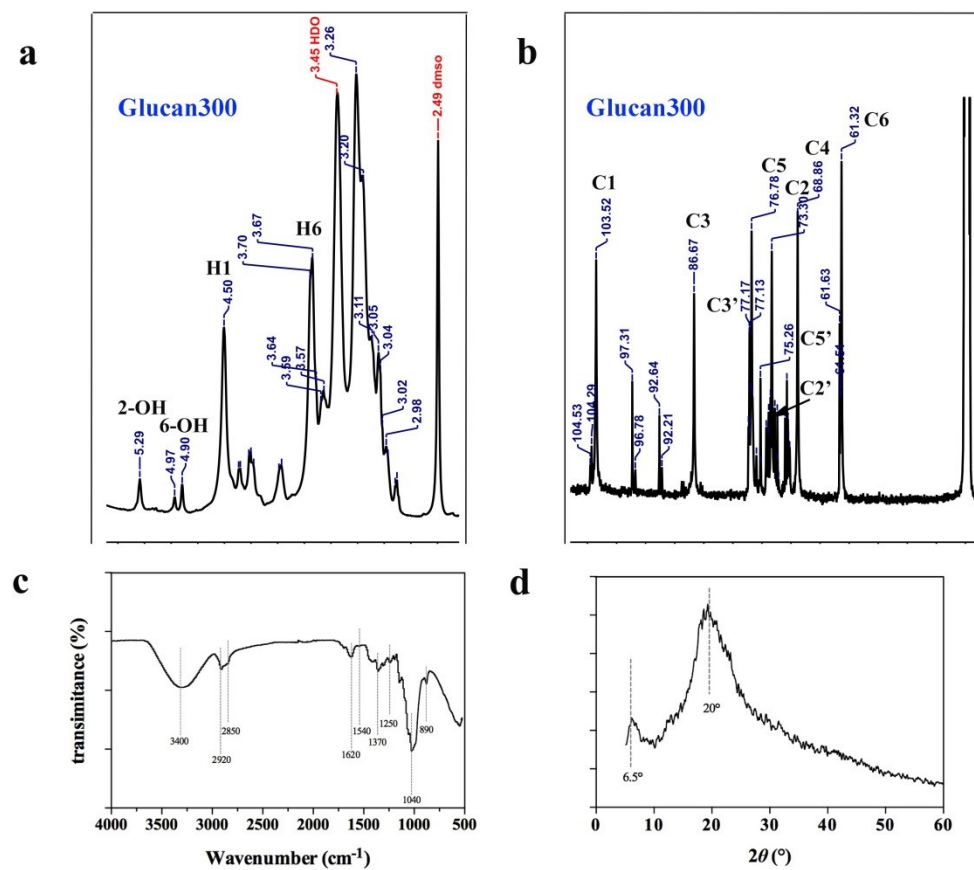 a
Glucan300
3.45 HDO
3.26
2.49 dmso
3.20
H6
3.67
3.70
H1
4.50
3.11
3.05
3.04
3.64
3.59
3.57
3.02
2.98
2-OH
5.29
6-OH
4.97
4.90
b
Glucan300
C6
61.32
C4
68.86
C5
76.78
C2
73.30
C1
103.52
C3
86.67
C3'
77.17
77.13
61.63
61.51
75.26
C5'
C2'
97.31
96.78
92.64
92.21
104.53
104.29
c
transimitance (%)
3400
2920
2850
1620
1540
1370
1250
1040
890
4000 3500 3000 2500 2000 1500 1000 500
Wavenumber (cm⁻¹)
d
6.5°
20°
0 10 20 30 40 50 60
2θ (°)